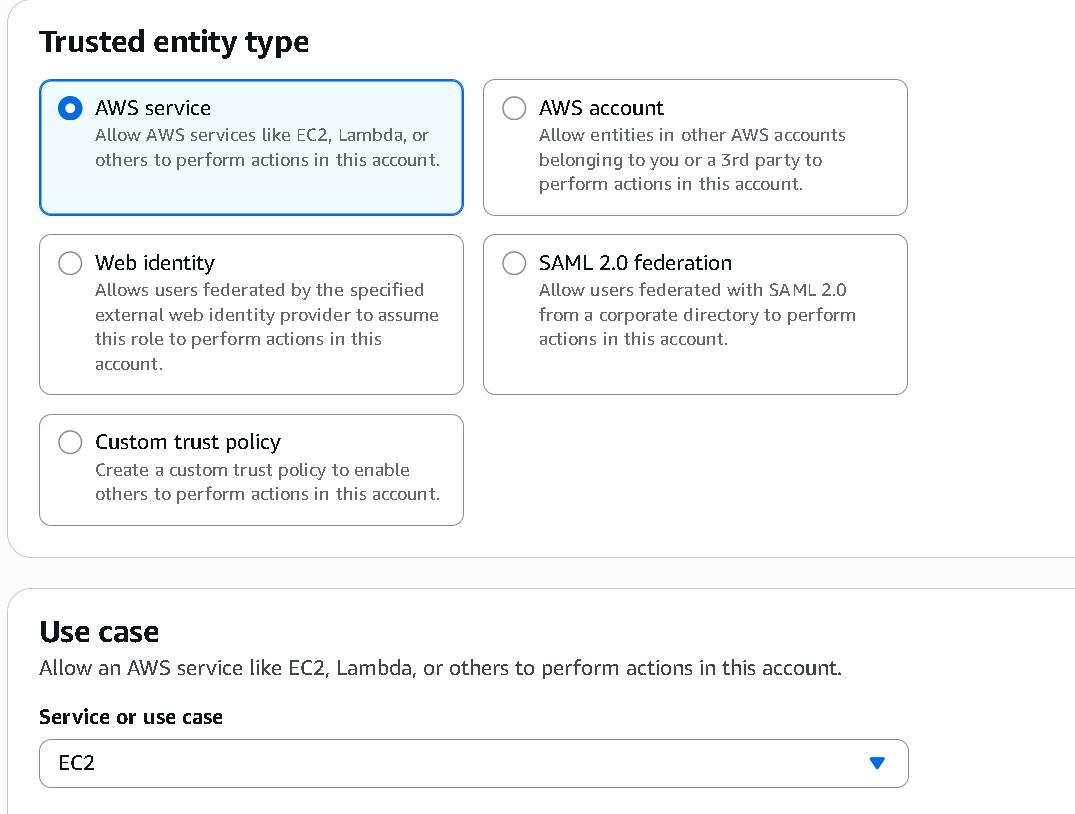 Trusted entity type
AWS service
Allow AWS services like EC2, Lambda, or
others to perform actions in this account.
AWS account
Allow entities in other AWS accounts
belonging to you or a 3rd party to
perform actions in this account.
Web identity
Allows users federated by the specified
external web identity provider to assume
this role to perform actions in this
account.
SAML 2.0 federation
Allow users federated with SAML 2.0
from a corporate directory to perform
actions in this account.
Custom trust policy
Create a custom trust policy to enable
others to perform actions in this account.
Use case
Allow an AWS service like EC2, Lambda, or others to perform actions in this account.
Service or use case
EC2